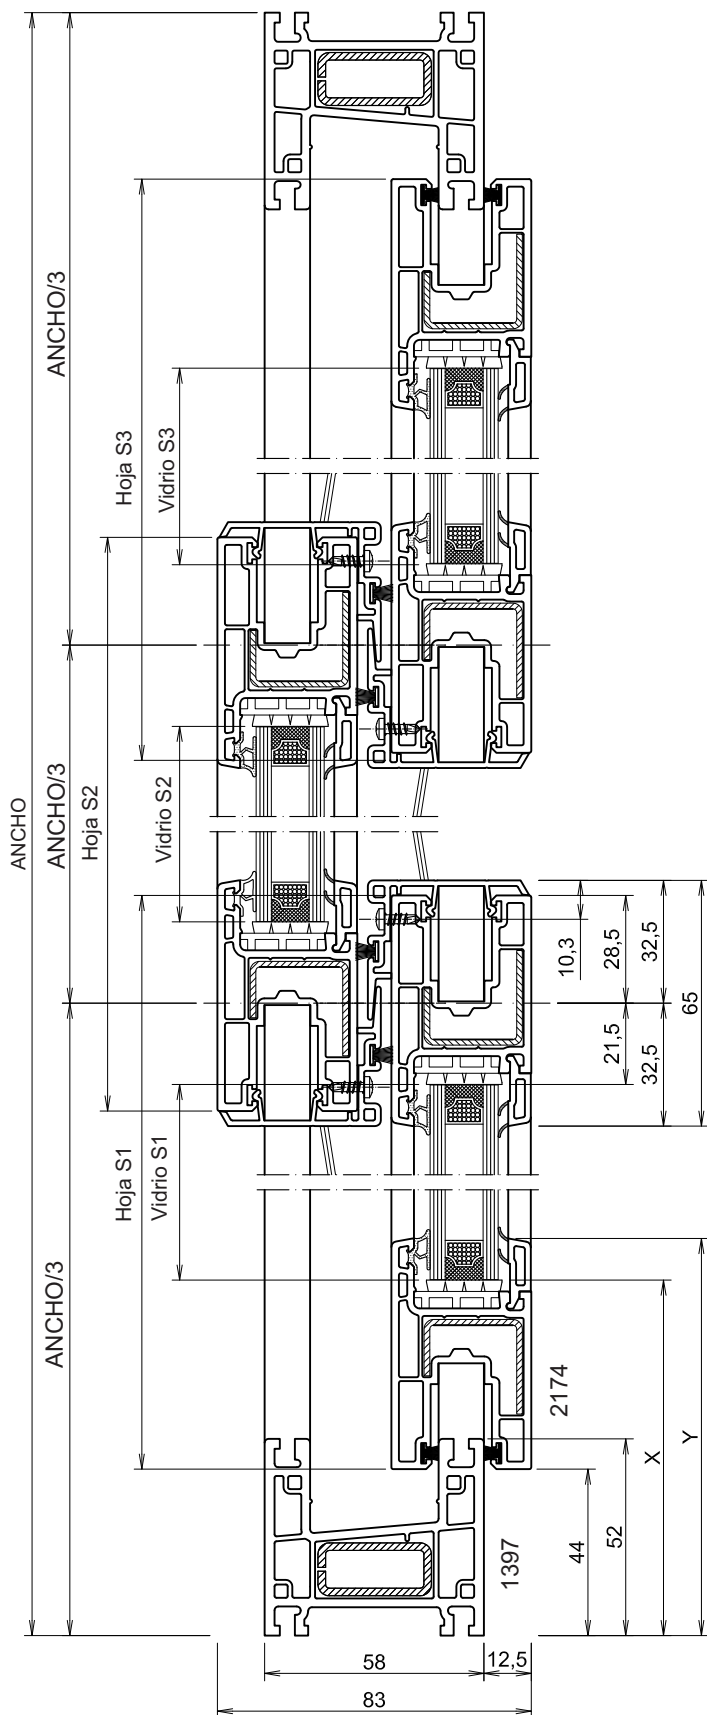 ANCHO/3
Hoja S3
Vidrio S3
ANCHO
ANCHO/3
Hoja S2
Vidrio S2
10,3
28,5
32,5
65
21,5
32,5
Hoja S1
Vidrio S1
ANCHO/3
2174
X
Y
44
52
1397
58
12,5
83